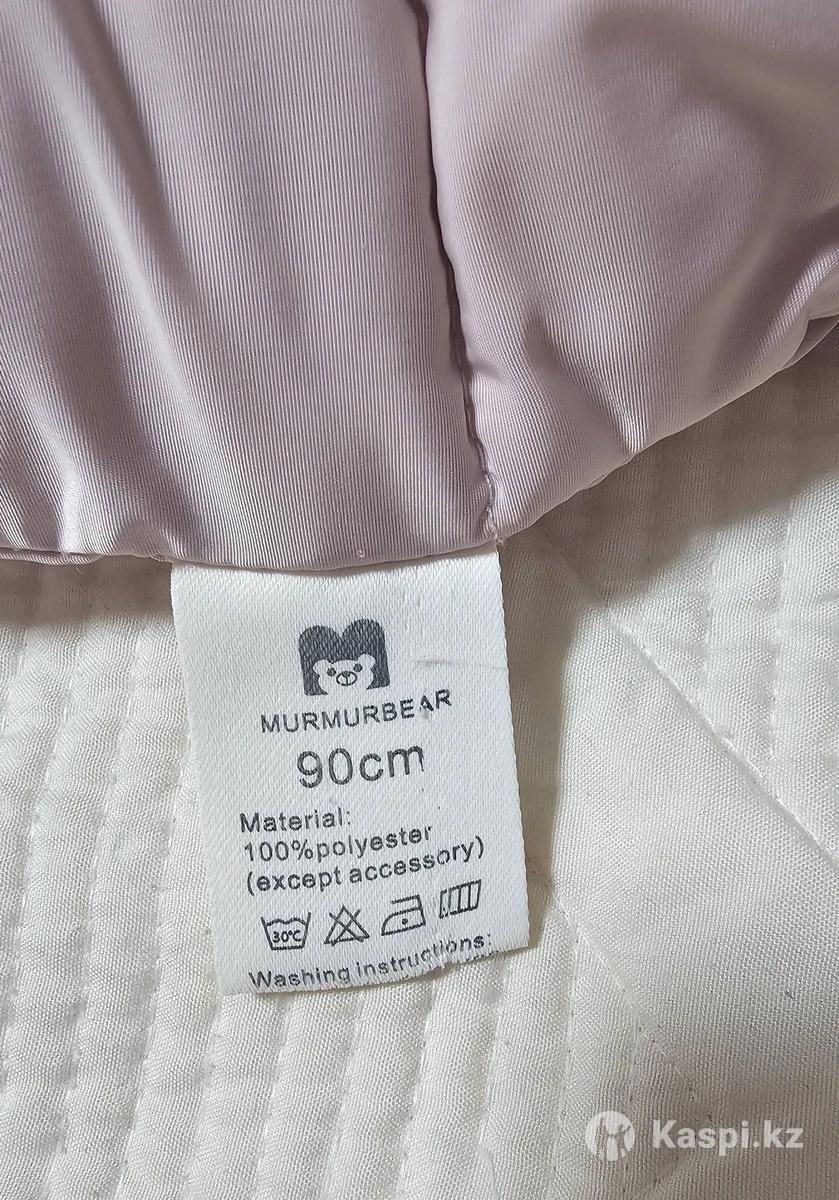 MURMURBEAR
90cm
Material:
100%polyester
(except accessory)
30°C
Washing instructions:
Kaspi.kz